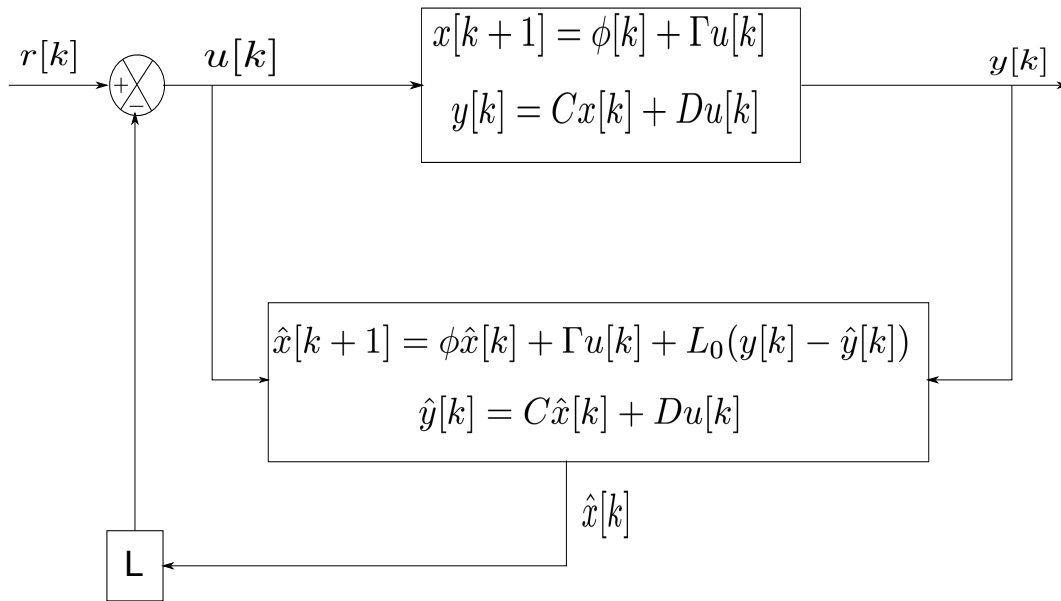 r[k]
+
−
u[k]
x[k + 1] = ϕ[k] + Γu[k]
y[k] = Cx[k] + Du[k]
y[k]
x̂[k + 1] = ϕx̂[k] + Γu[k] + L₀(y[k] − ŷ[k])
ŷ[k] = Cx̂[k] + Du[k]
x̂[k]
L